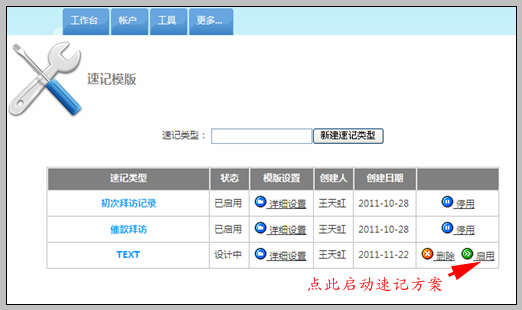 工作台 帐户 工具 更多...
速记模版
速记类型： 新建速记类型
速记类型 状态 模版设置 创建人 创建日期
初次拜访记录 已启用 详细设置 王天虹 2011-10-28 停用
催款拜访 已启用 详细设置 王天虹 2011-10-28 停用
TEXT 设计中 详细设置 王天虹 2011-11-22 删除 启用
点此启动速记方案